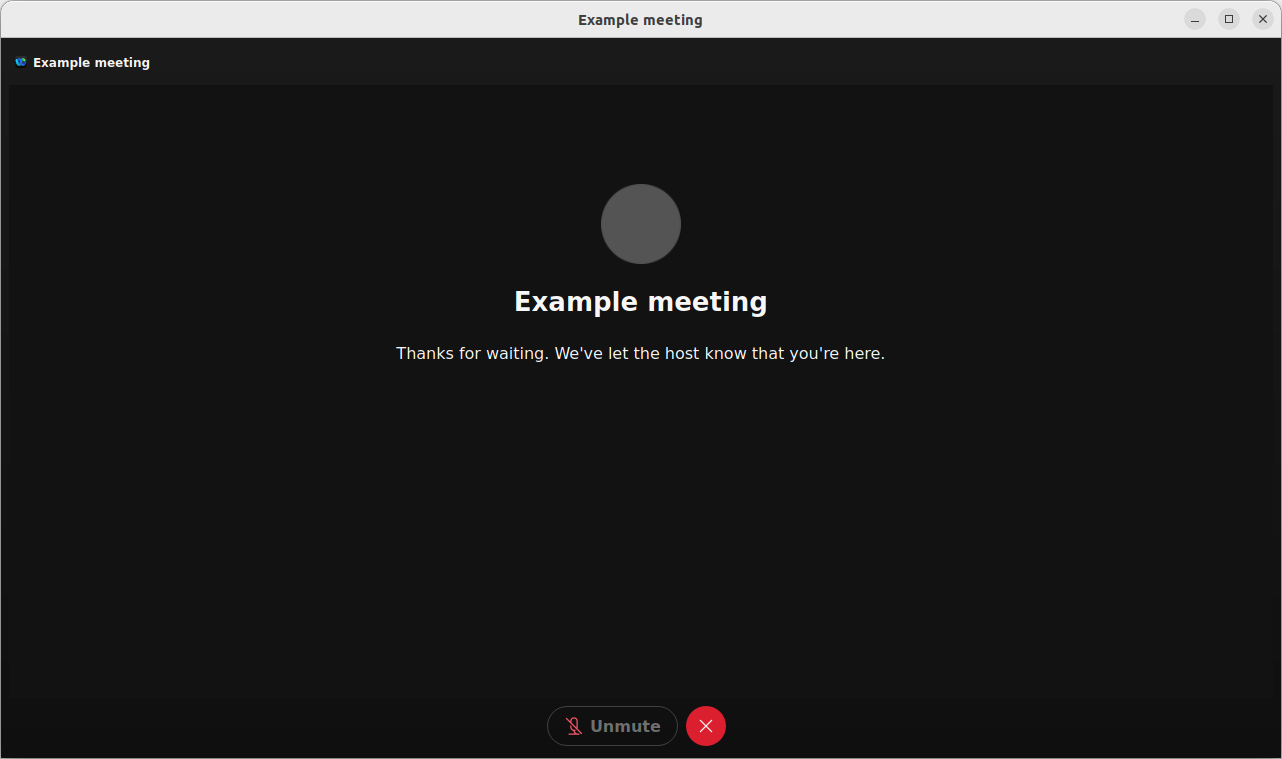 Example meeting
Example meeting
Example meeting
Thanks for waiting. We've let the host know that you're here.
Unmute